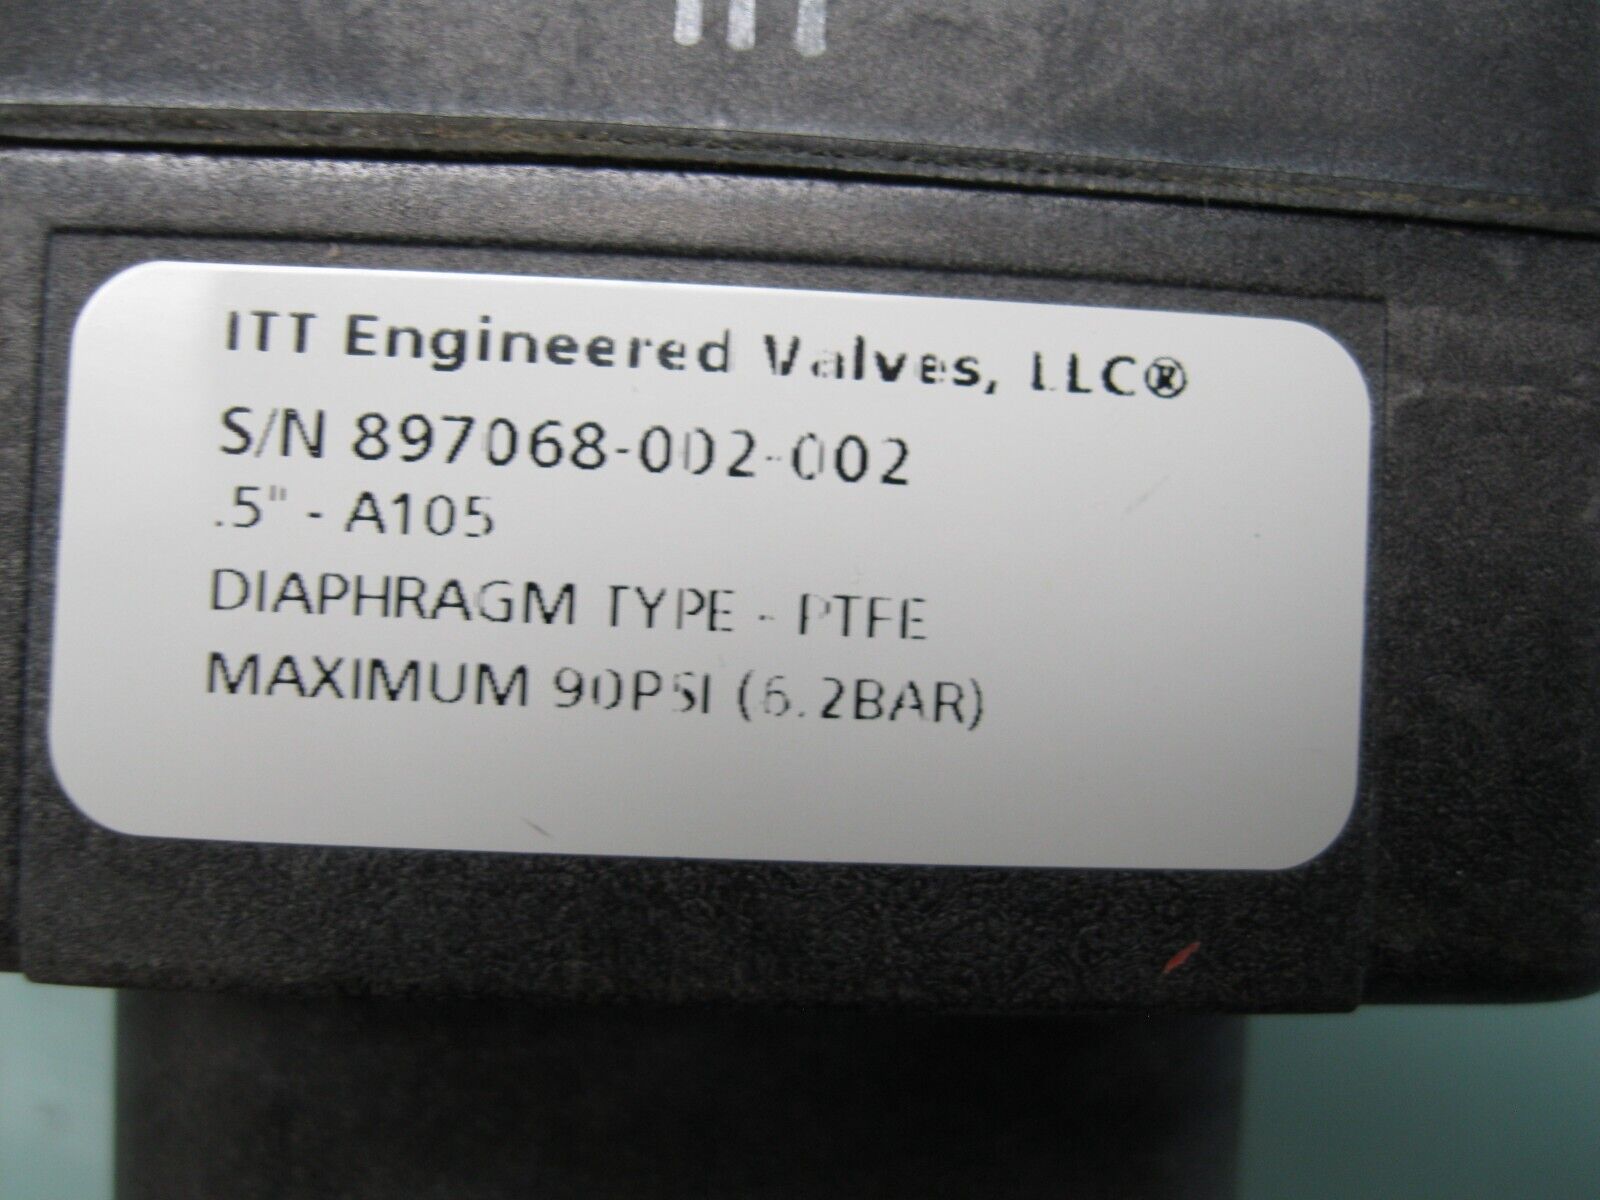 ITT Engineered Valves, LLC®
S/N 897068-002-002
.5" - A105
DIAPHRAGM TYPE - PTFE
MAXIMUM 90PSI (6.2BAR)